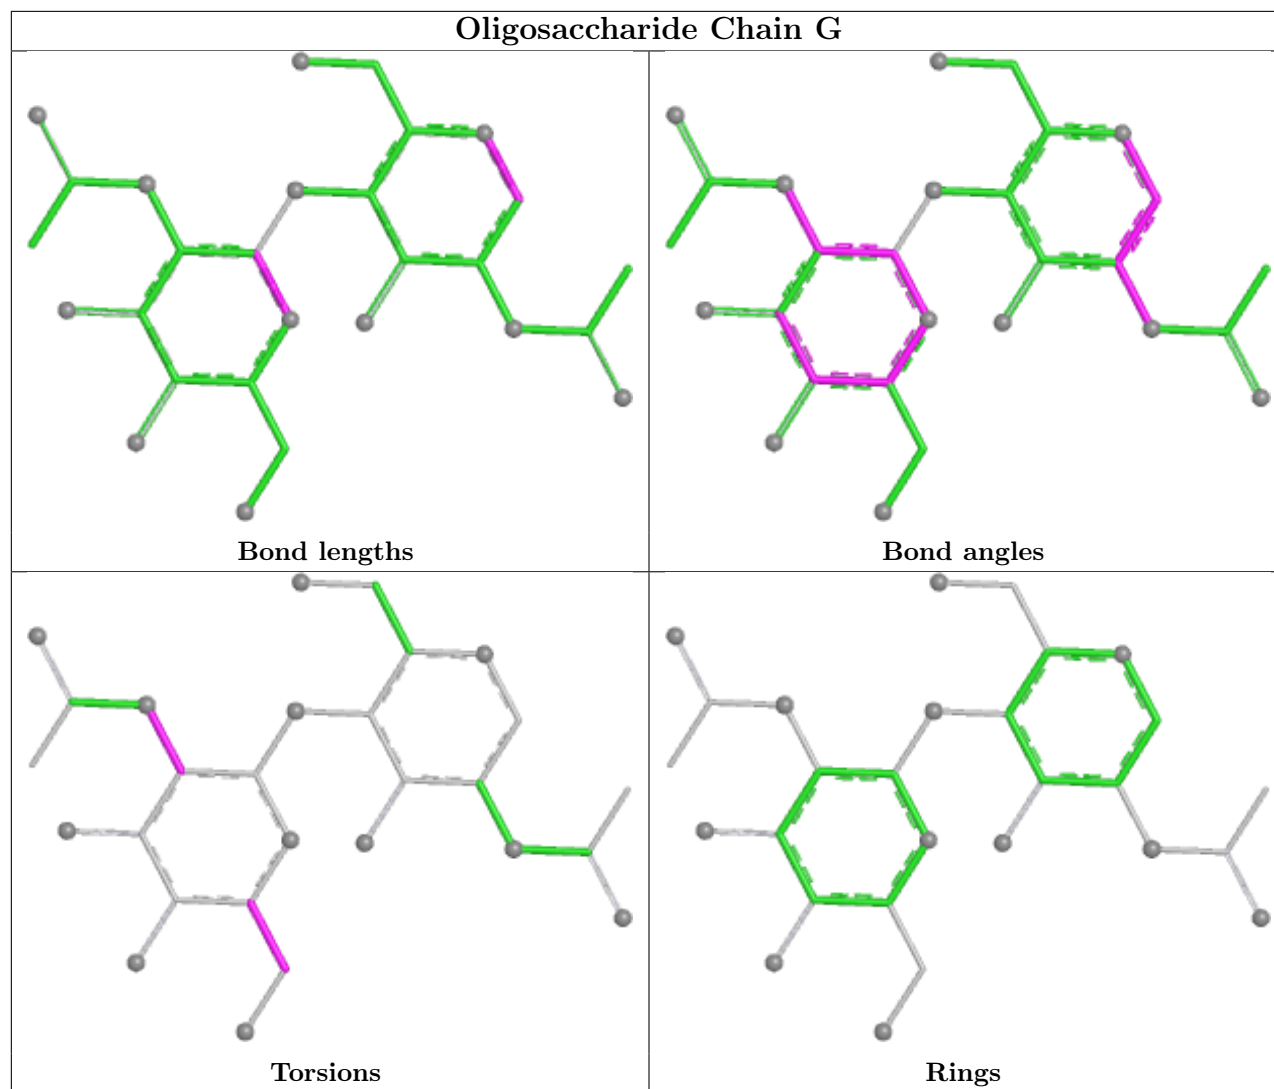 Oligosaccharide Chain G
Bond lengths
Bond angles
Torsions
Rings